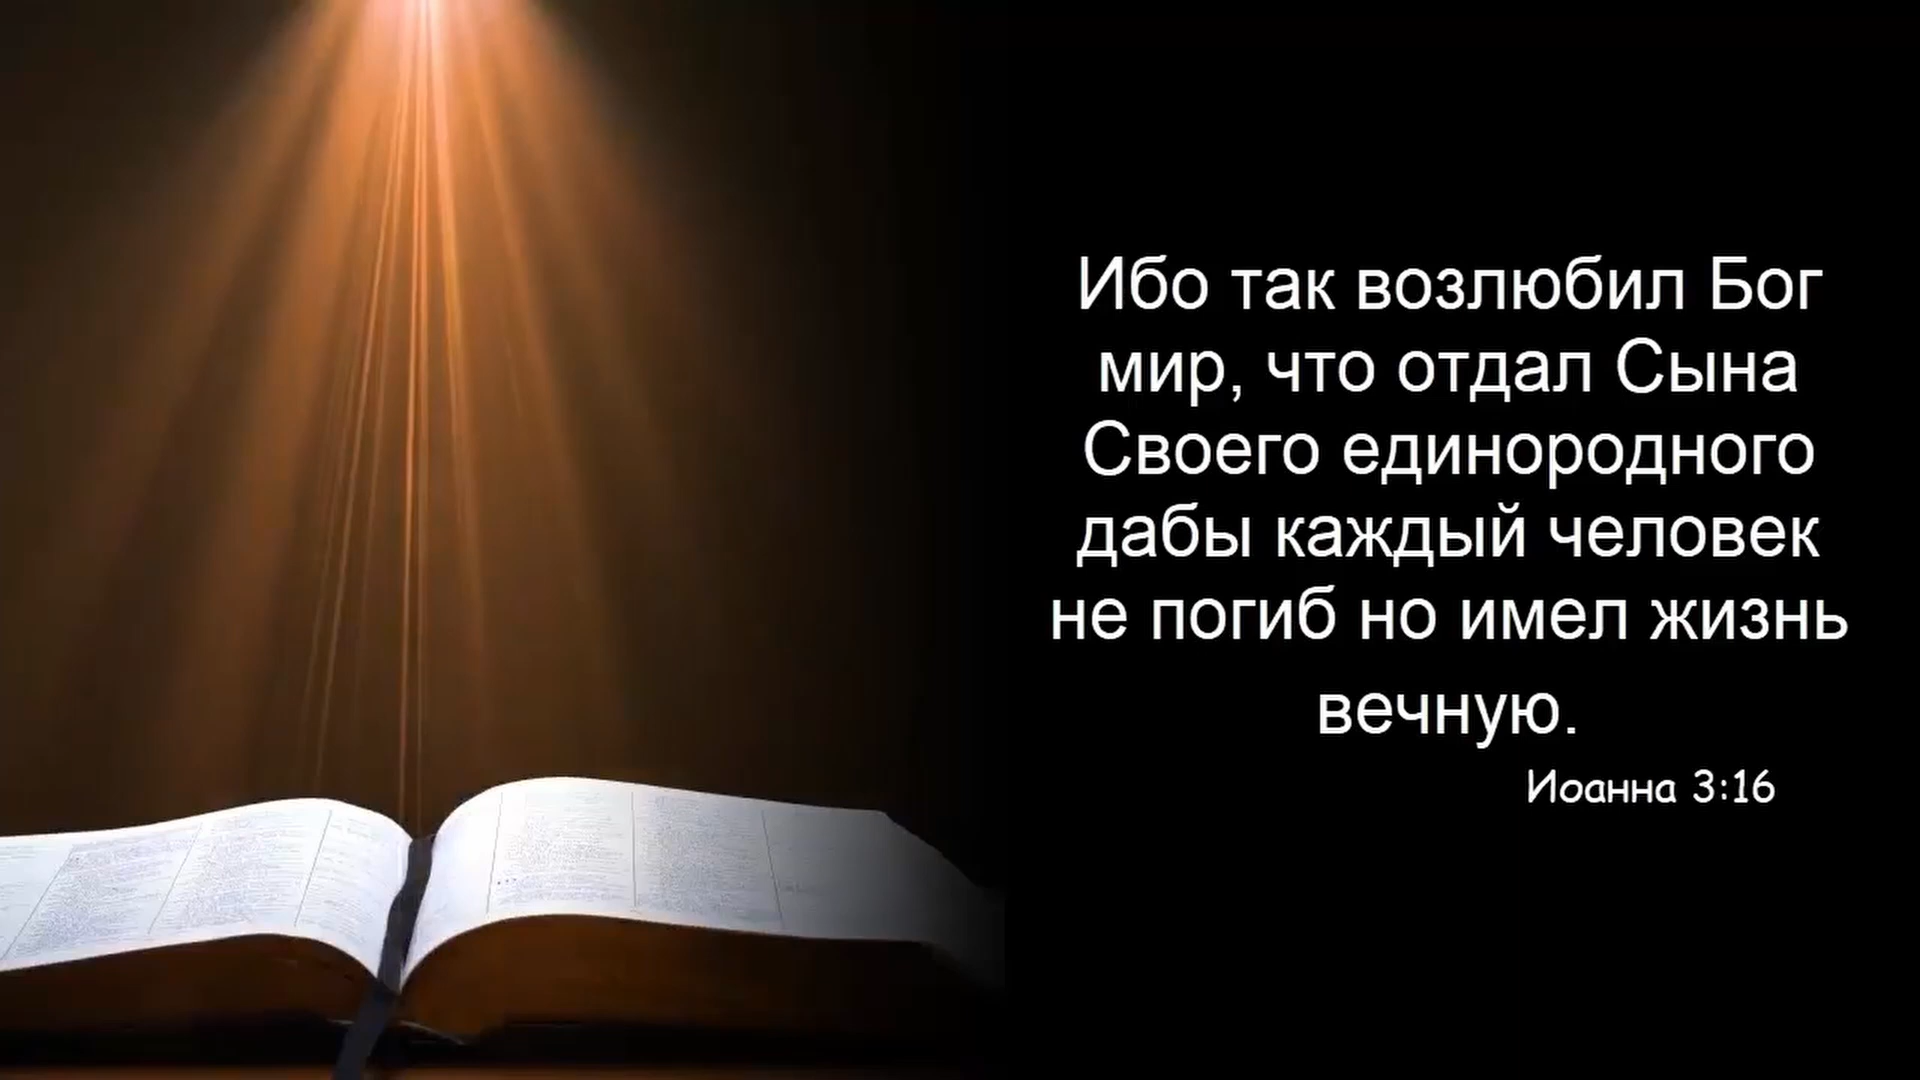 Ибо так возлюбил Бог
мир, что отдал Сына
Своего единородного
дабы каждый человек
не погиб но имел жизнь
вечную.
Иоанна 3:16